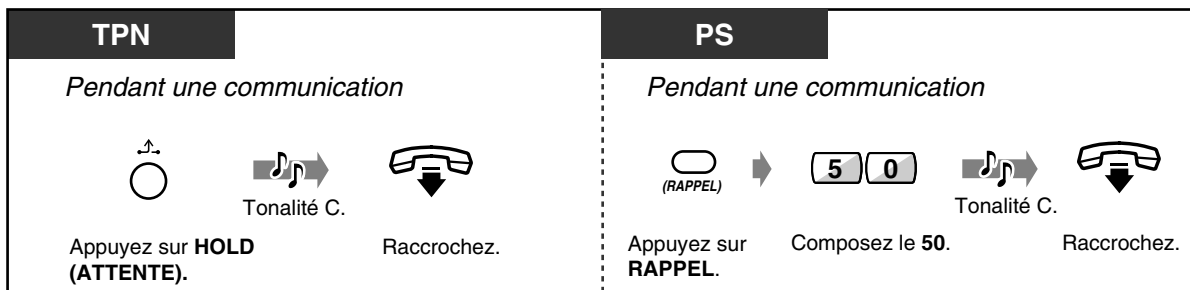 TPN
Pendant une communication
Tonalité C.
Appuyez sur HOLD
(ATTENTE).
Raccrochez.
PS
Pendant une communication
(RAPPEL)
5 0
Tonalité C.
Appuyez sur
RAPPEL.
Composez le 50.
Raccrochez.